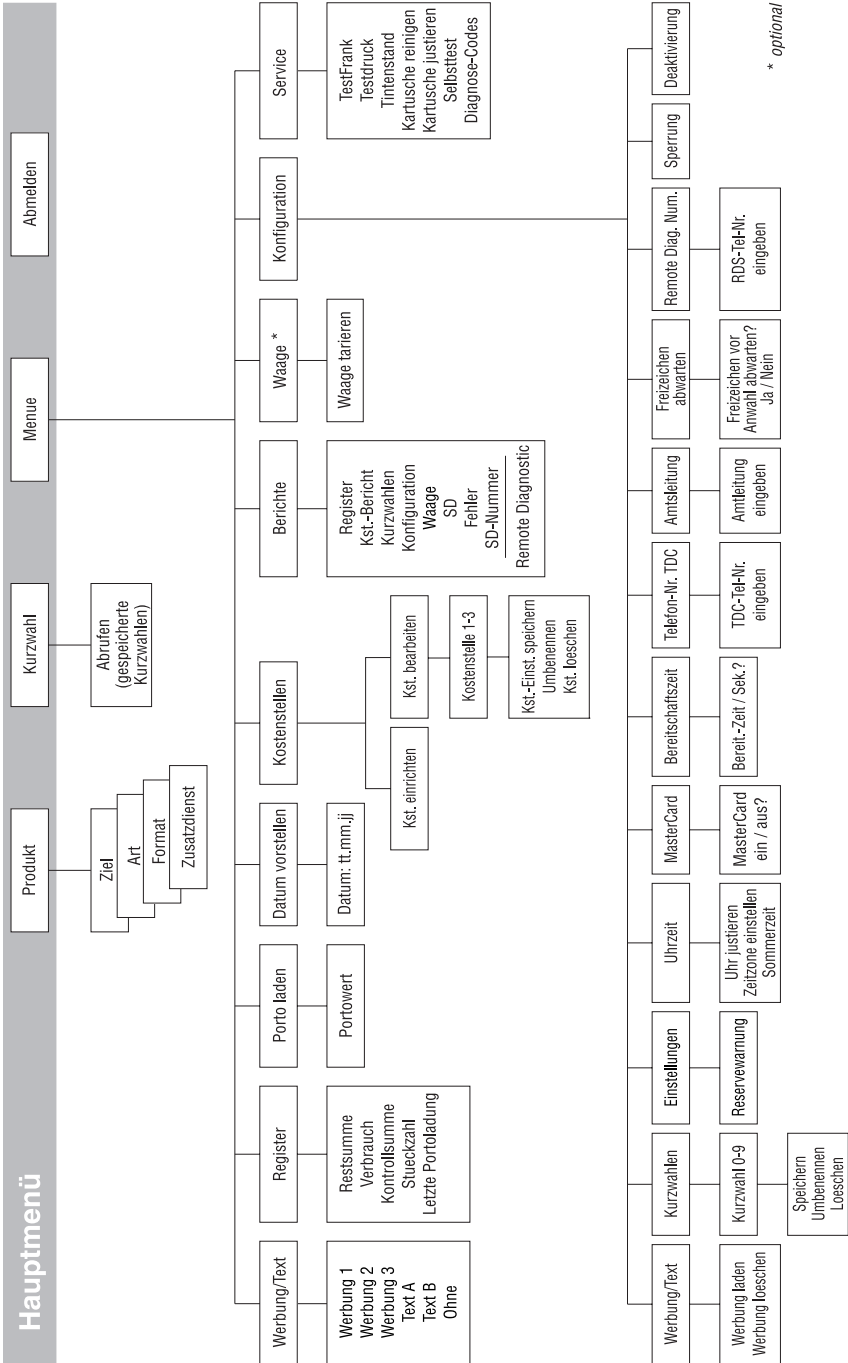 Hauptmenü
Produkt
Kurzwahl
Menue
Abmelden
Ziel
Art
Format
Zusatzdienst
Abrufen
(gespeicherte
Kurzwahlen)
Werbung/Text
Register
Porto laden
Datum vorstellen
Kostenstellen
Berichte
Waage *
Konfiguration
Service
Werbung 1
Werbung 2
Werbung 3
Text A
Text B
Ohne
Restsumme
Verbrauch
Kontrollsumme
Stueckzahl
Letzte Portoladung
Portowert
Datum: tt.mm.jj
Kst. einrichten
Kst. bearbeiten
Kostenstelle 1-3
Kst.-Einst. speichern
Umbenennen
Kst. loeschen
Register
Kst.-Bericht
Kurzwahlen
Konfiguration
Waage
SD
Fehler
SD-Nummer
Remote Diagnostic
Waage tarieren
TestFrank
Testdruck
Tintenstand
Kartusche reinigen
Kartusche justieren
Selbsttest
Diagnose-Codes
Werbung/Text
Kurzwahlen
Einstellungen
Uhrzeit
MasterCard
Bereitschaftszeit
Telefon-Nr. TDC
Amtsleitung
Freizeichen
abwarten
Remote Diag. Num.
Sperrung
Deaktivierung
Werbung laden
Werbung loeschen
Kurzwahl 0-9
Speichern
Umbenennen
Loeschen
Reservewarnung
Uhr justieren
Zeitzone einstellen
Sommerzeit
MasterCard
ein / aus?
Bereit.-Zeit / Sek.?
TDC-Tel-Nr.
eingeben
Amtleitung
eingeben
Freizeichen vor
Anwahl abwarten?
Ja / Nein
RDS-Tel-Nr.
eingeben
* optional